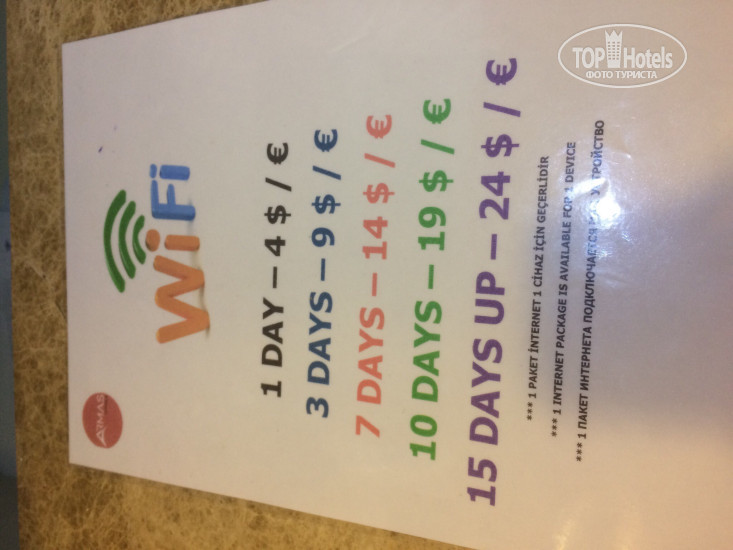 ARMAS
WiFi
1 DAY – 4 $ / €
3 DAYS – 9 $ / €
7 DAYS – 14 $ / €
10 DAYS – 19 $ / €
15 DAYS UP – 24 $ / €
*** 1 PAKET İNTERNET 1 CİHAZ İÇİN GEÇERLİDİR
*** 1 INTERNET PACKAGE IS AVAILABLE FOR 1 DEVICE
*** 1 ПАКЕТ ИНТЕРНЕТА ПОДКЛЮЧАЕТСЯ УСТРОЙСТВО
TOP Hotels
ФОТО ТУРИСТА